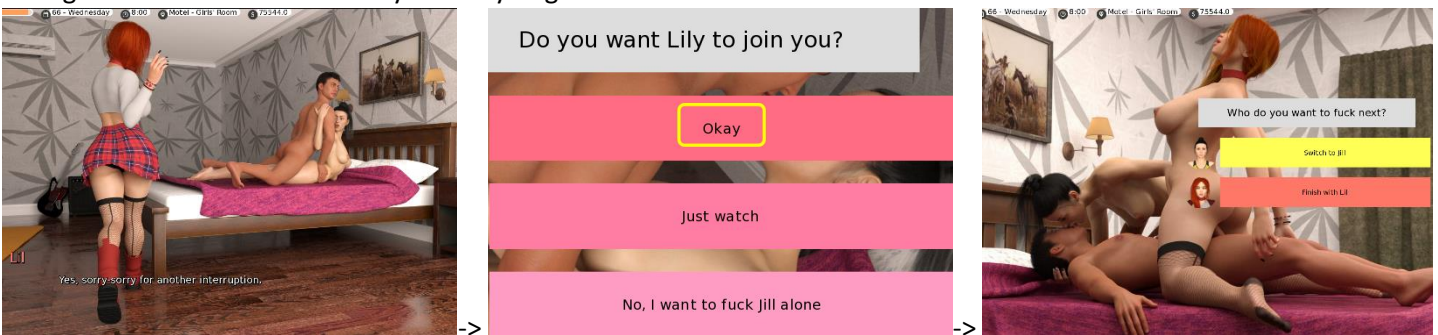 66 - Wednesday 8:00 Motel - Girls' Room $ 75544.0
Lil
Yes, sorry-sorry for another interruption.
->
Do you want Lily to join you?
Okay
Just watch
No, I want to fuck Jill alone
->
66 - Wednesday 8:00 Motel - Girls' Room $ 75544.0
Who do you want to fuck next?
Switch to Jill
Finish with Lil